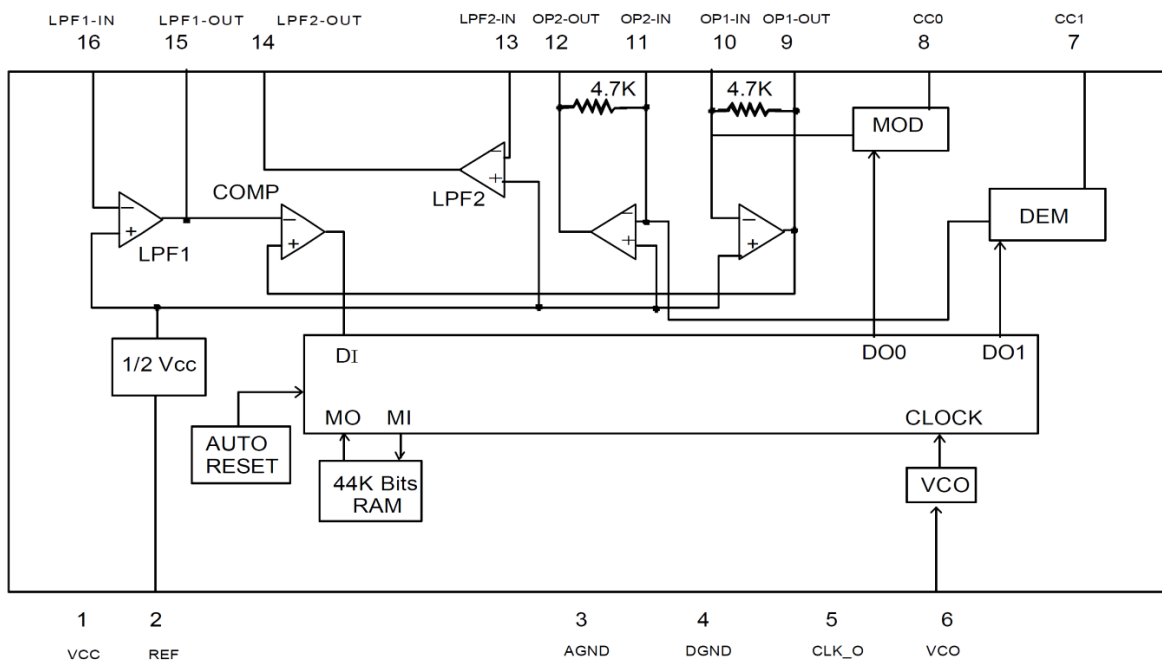 LPF1-IN LPF1-OUT LPF2-OUT LPF2-IN OP2-OUT OP2-IN OP1-IN OP1-OUT CC0 CC1
16 15 14 13 12 11 10 9 8 7
4.7K 4.7K
MOD
−
+
LPF2
COMP
−
+
LPF1
−
+
−
+
−
+
DEM
1/2 Vcc
DI DO0 DO1
MO MI CLOCK
AUTO
RESET
44K Bits
RAM
VCO
1 2 3 4 5 6
VCC REF AGND DGND CLK_O VCO